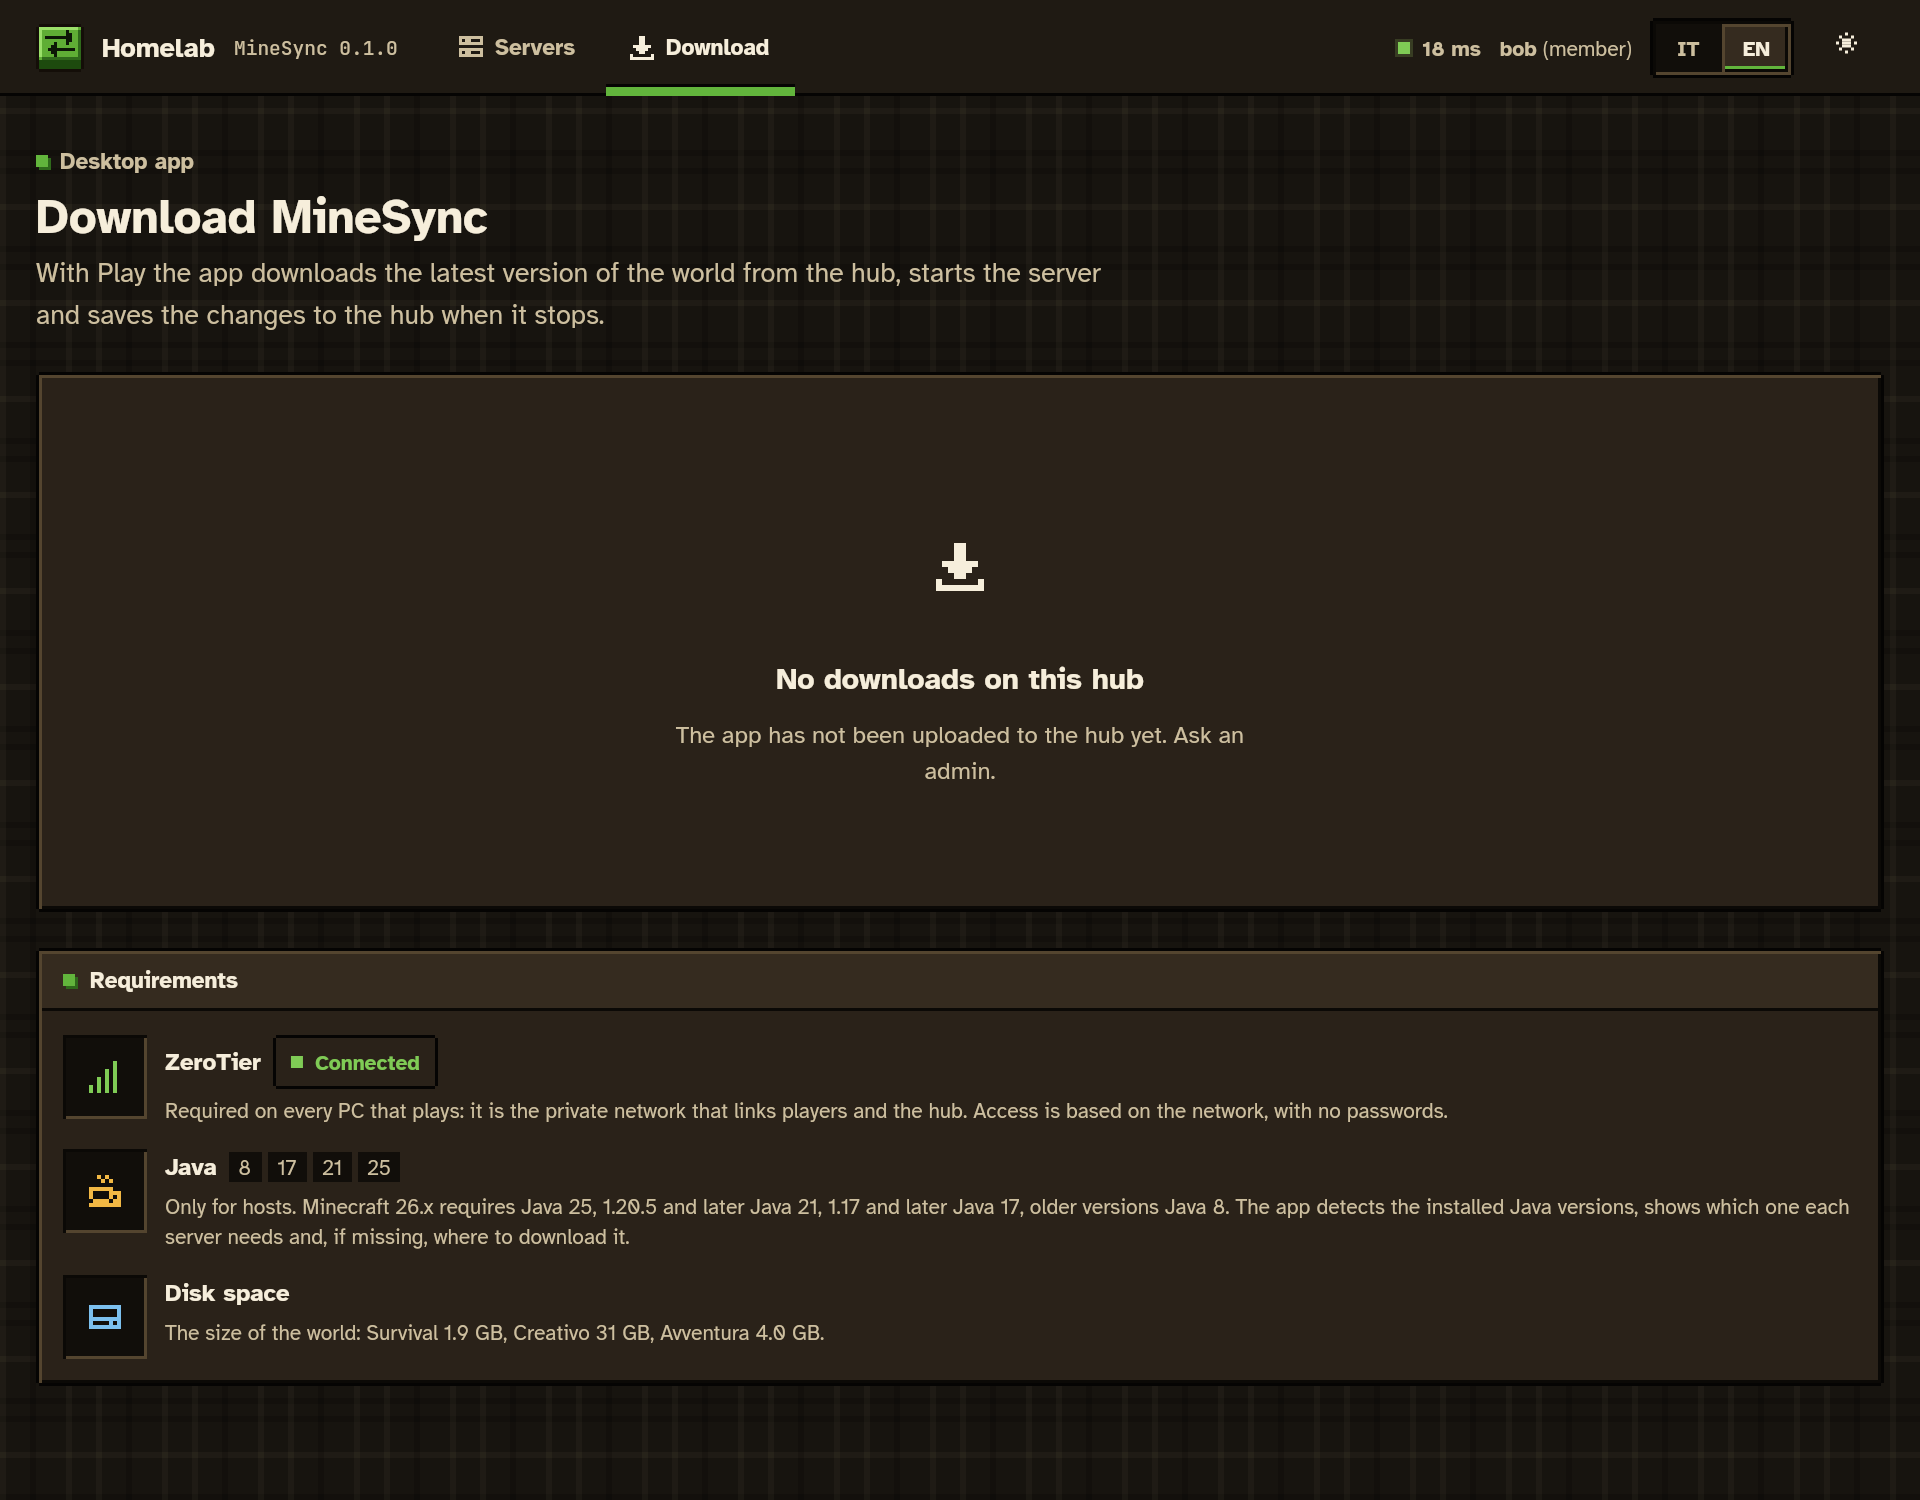 Homelab MineSync 0.1.0 Servers Download 18 ms bob (member) IT EN
Desktop app
Download MineSync
With Play the app downloads the latest version of the world from the hub, starts the server
and saves the changes to the hub when it stops.
No downloads on this hub
The app has not been uploaded to the hub yet. Ask an
admin.
Requirements
ZeroTier Connected
Required on every PC that plays: it is the private network that links players and the hub. Access is based on the network, with no passwords.
Java 8 17 21 25
Only for hosts. Minecraft 26.x requires Java 25, 1.20.5 and later Java 21, 1.17 and later Java 17, older versions Java 8. The app detects the installed Java versions, shows which one each
server needs and, if missing, where to download it.
Disk space
The size of the world: Survival 1.9 GB, Creativo 31 GB, Avventura 4.0 GB.